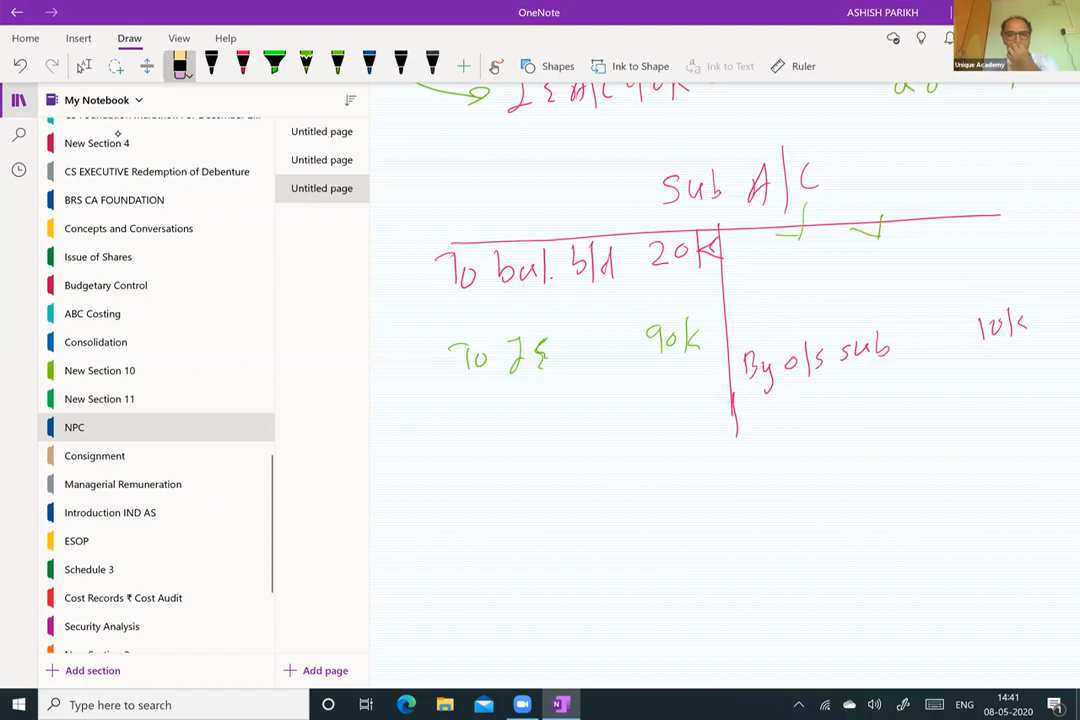 OneNote
ASHISH PARIKH
Home Insert Draw View Help
Unique Academy
Shapes Ink to Shape Ink to Text Ruler
My Notebook
New Section 4
CS EXECUTIVE Redemption of Debenture
BRS CA FOUNDATION
Concepts and Conversations
Issue of Shares
Budgetary Control
ABC Costing
Consolidation
New Section 10
New Section 11
NPC
Consignment
Managerial Remuneration
Introduction IND AS
ESOP
Schedule 3
Cost Records ₹ Cost Audit
Security Analysis
Add section
Untitled page
Untitled page
Untitled page
Add page
I & E A/C 90K
Sub A/C
To bal. b/d 20K
To I & E 90K
By o/s sub 10K
Type here to search
ENG
14:41
08-05-2020